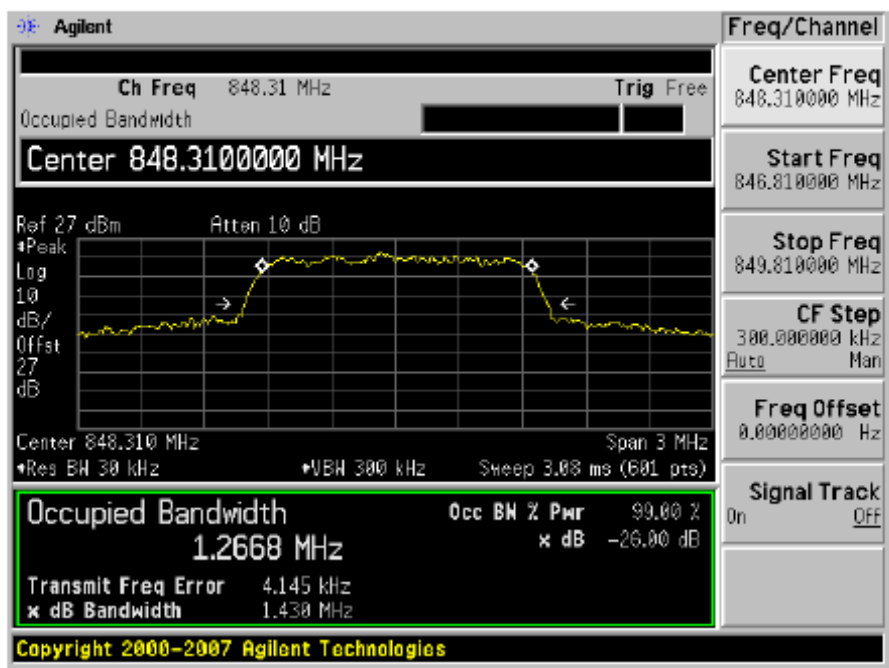 Agilent
Freq/Channel
Ch Freq 848.31 MHz Trig Free
Occupied Bandwidth
Center 848.3100000 MHz
Ref 27 dBm Atten 10 dB
#Peak
Log
10
dB/
Offst
27
dB
Center 848.310 MHz Span 3 MHz
#Res BW 30 kHz #VBW 300 kHz Sweep 3.08 ms (601 pts)
Occupied Bandwidth Occ BW % Pwr 99.00 %
1.2668 MHz x dB -26.00 dB
Transmit Freq Error 4.145 kHz
x dB Bandwidth 1.430 MHz
Copyright 2000-2007 Agilent Technologies
Center Freq
848.310000 MHz
Start Freq
846.810000 MHz
Stop Freq
849.810000 MHz
CF Step
300.000000 kHz
Auto Man
Freq Offset
0.00000000 Hz
Signal Track
On Off